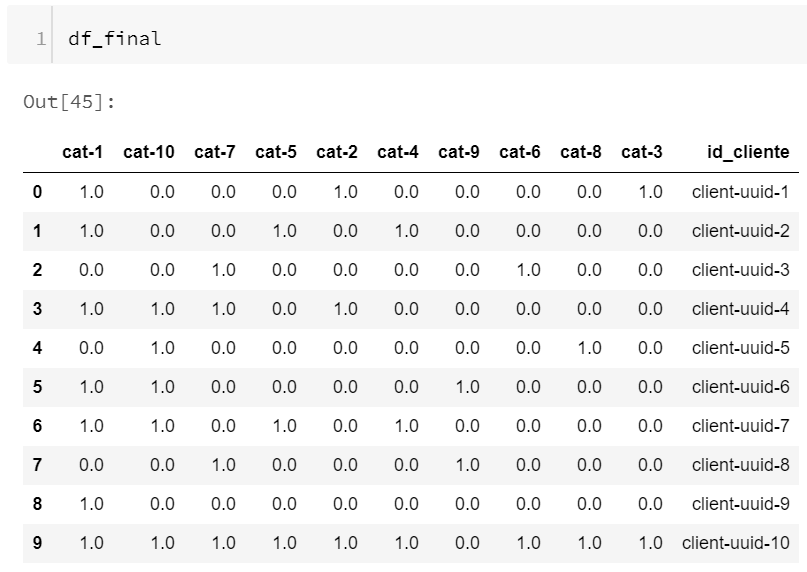 1 df_final
Out[45]:
cat-1 cat-10 cat-7 cat-5 cat-2 cat-4 cat-9 cat-6 cat-8 cat-3 id_cliente
0 1.0 0.0 0.0 0.0 1.0 0.0 0.0 0.0 0.0 1.0 client-uuid-1
1 1.0 0.0 0.0 1.0 0.0 1.0 0.0 0.0 0.0 0.0 client-uuid-2
2 0.0 0.0 1.0 0.0 0.0 0.0 0.0 1.0 0.0 0.0 client-uuid-3
3 1.0 1.0 1.0 0.0 1.0 0.0 0.0 0.0 0.0 0.0 client-uuid-4
4 0.0 1.0 0.0 0.0 0.0 0.0 0.0 0.0 1.0 0.0 client-uuid-5
5 1.0 1.0 0.0 0.0 0.0 0.0 1.0 0.0 0.0 0.0 client-uuid-6
6 1.0 1.0 0.0 1.0 0.0 1.0 0.0 0.0 0.0 0.0 client-uuid-7
7 0.0 0.0 1.0 0.0 0.0 0.0 1.0 0.0 0.0 0.0 client-uuid-8
8 1.0 0.0 0.0 0.0 0.0 0.0 0.0 0.0 0.0 0.0 client-uuid-9
9 1.0 1.0 1.0 1.0 1.0 1.0 0.0 1.0 1.0 1.0 client-uuid-10